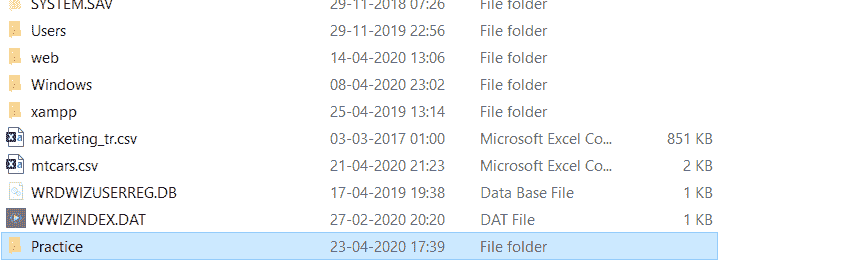 SYSTEM.SAV 29-11-2018 07:26 File folder
Users 29-11-2019 22:56 File folder
web 14-04-2020 13:06 File folder
Windows 08-04-2020 23:02 File folder
xampp 25-04-2019 13:14 File folder
marketing_tr.csv 03-03-2017 01:00 Microsoft Excel Co... 851 KB
mtcars.csv 21-04-2020 21:23 Microsoft Excel Co... 2 KB
WRDWIZUSERREG.DB 17-04-2019 19:38 Data Base File 1 KB
WWIZINDEX.DAT 27-02-2020 20:20 DAT File 1 KB
Practice 23-04-2020 17:39 File folder